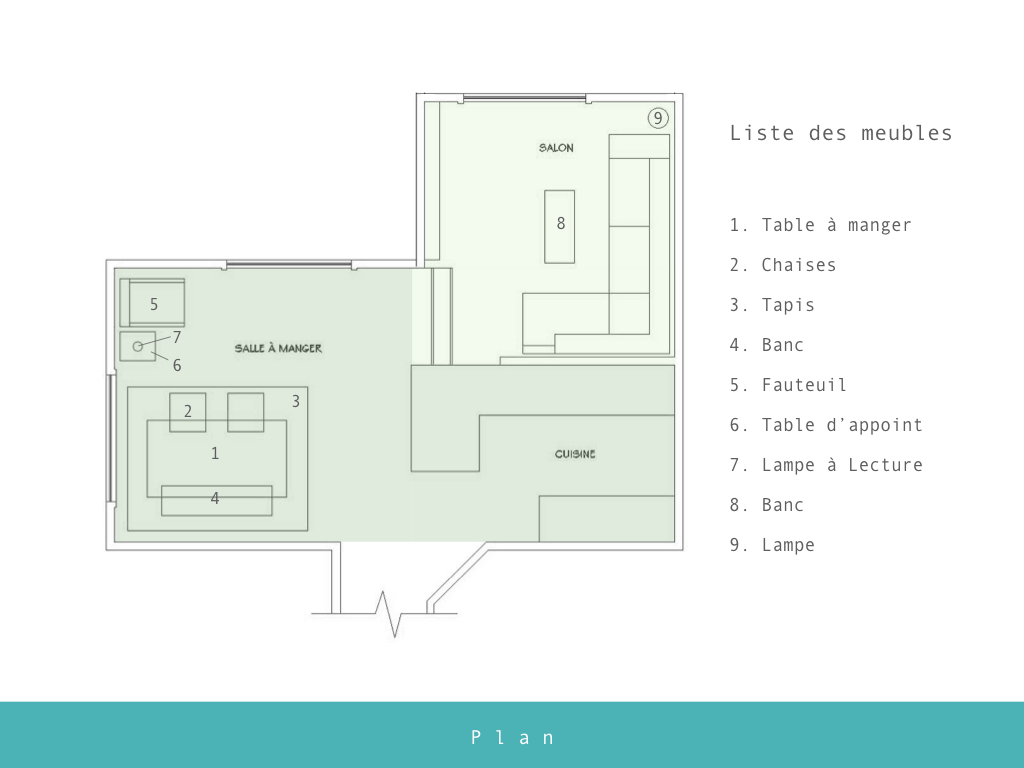 9
SALON
8
5
7
SALLE À MANGER
6
3
2
1
CUISINE
4
Liste des meubles
1. Table à manger
2. Chaises
3. Tapis
4. Banc
5. Fauteuil
6. Table d’appoint
7. Lampe à Lecture
8. Banc
9. Lampe
Plan